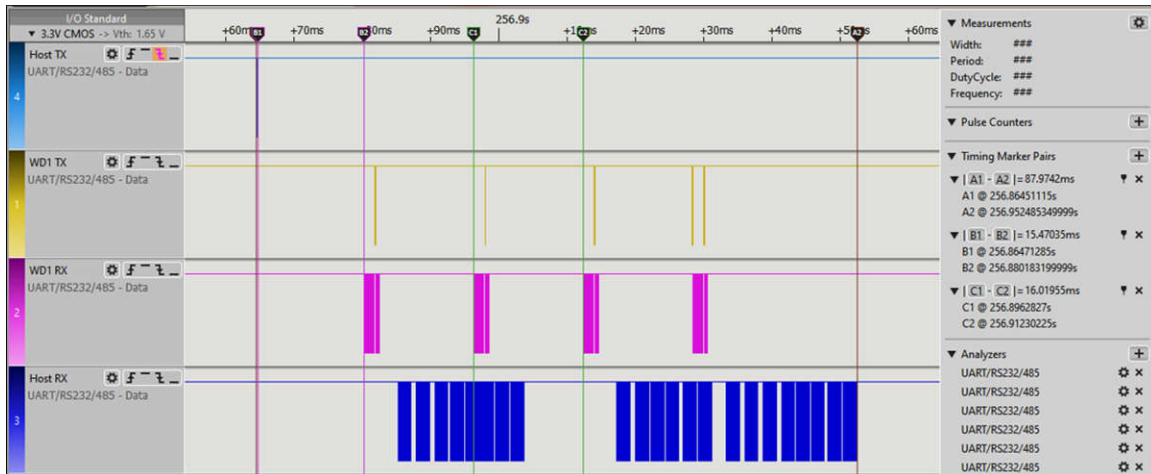 I/O Standard
▼ 3.3V CMOS -> Vth: 1.65 V
256.9s
B1 +70ms B2 +90ms C1 C2 +20ms +30ms +40ms +60ms
Host TX
UART/RS232/485 - Data
4
WD1 TX
UART/RS232/485 - Data
1
WD1 RX
UART/RS232/485 - Data
2
Host RX
UART/RS232/485 - Data
3
▼ Measurements
Width: ###
Period: ###
DutyCycle: ###
Frequency: ###
▼ Pulse Counters +
▼ Timing Marker Pairs +
▼ | A1 - A2 |= 87.9742ms
A1 @ 256.86451115s
A2 @ 256.952485349999s
▼ | B1 - B2 |= 15.47035ms
B1 @ 256.86471285s
B2 @ 256.880183199999s
▼ | C1 - C2 |= 16.01955ms
C1 @ 256.8962827s
C2 @ 256.91230225s
▼ Analyzers +
UART/RS232/485
UART/RS232/485
UART/RS232/485
UART/RS232/485
UART/RS232/485
UART/RS232/485